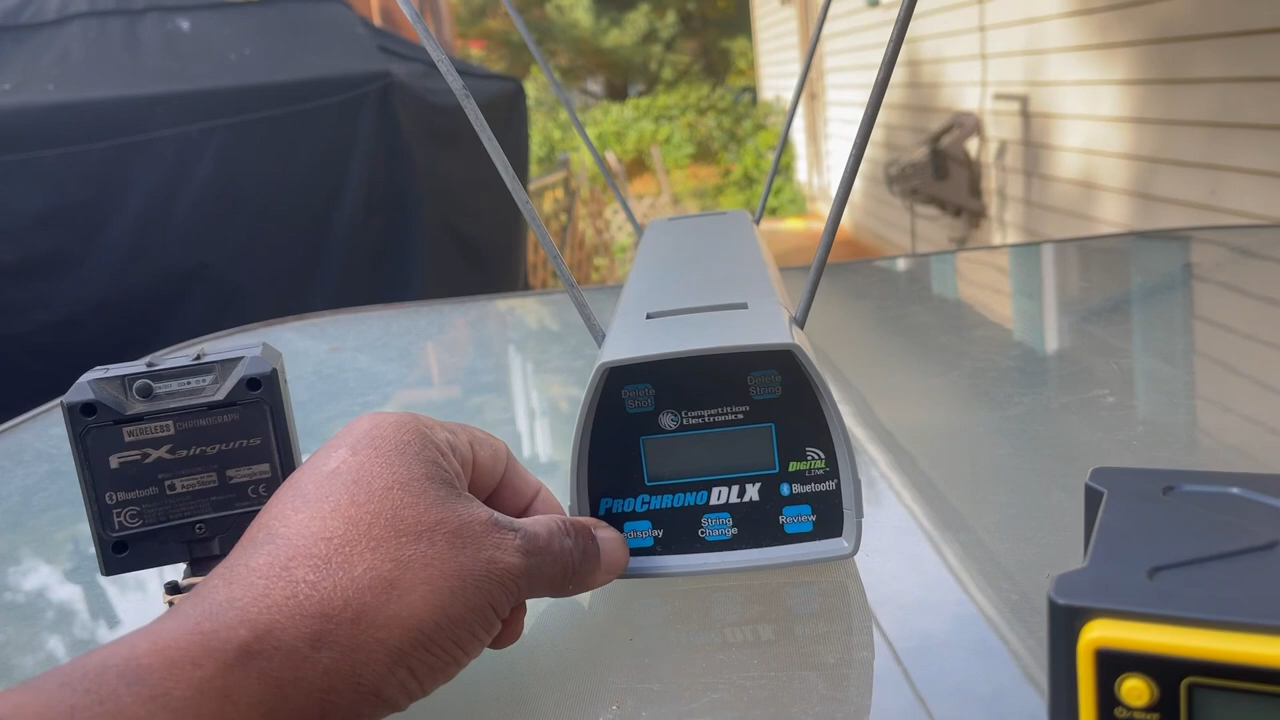 WIRELESS CHRONOGRAPH
FX airguns
Bluetooth
App Store
FC CE
Delete
Shot
Delete
String
Competition
Electronics
DIGITAL
LINK
PROCHRONO DLX
Bluetooth
edisplay
String
Change
Review